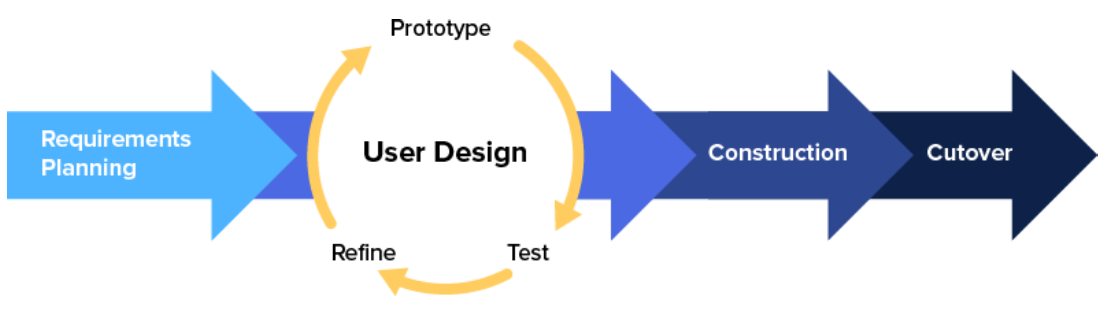 Prototype
Requirements
Planning
User Design
Construction
Cutover
Refine
Test